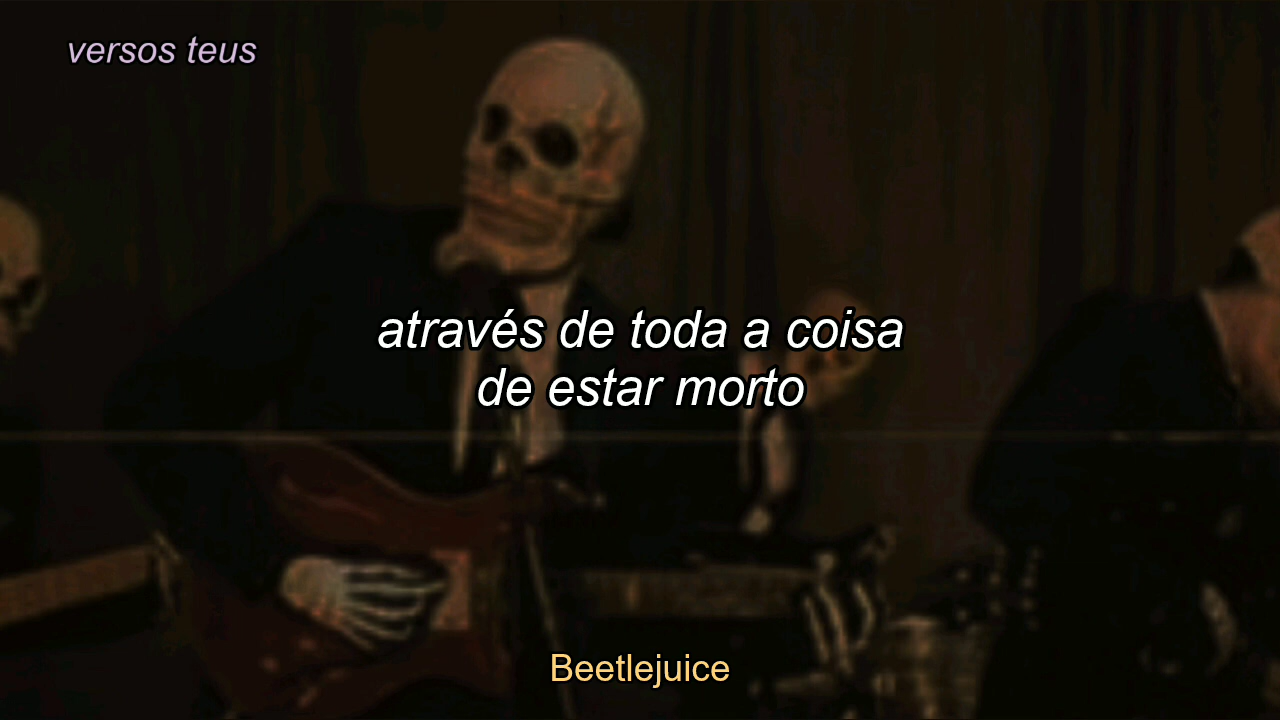 versos teus
através de toda a coisa
de estar morto
Beetlejuice